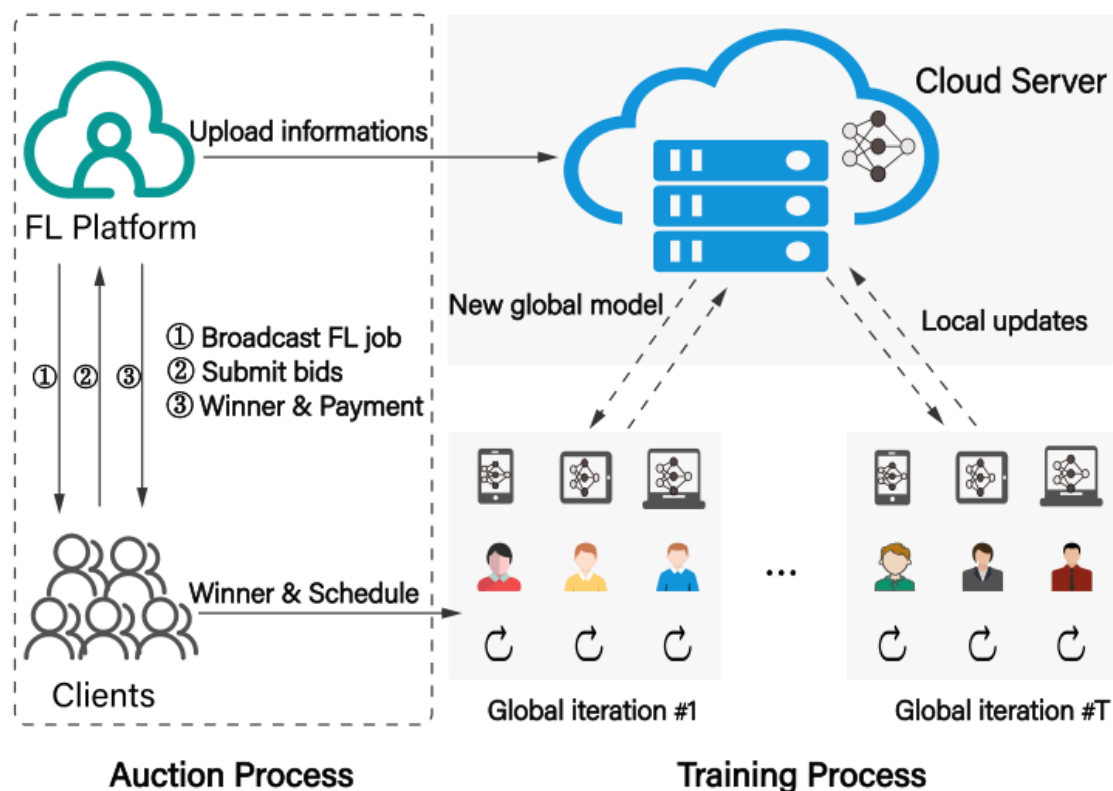 Cloud Server
Upload informations
FL Platform
New global model
Local updates
① Broadcast FL job
② Submit bids
③ Winner & Payment
① ② ③
Winner & Schedule
...
Clients
Global iteration #1
Global iteration #T
Auction Process
Training Process